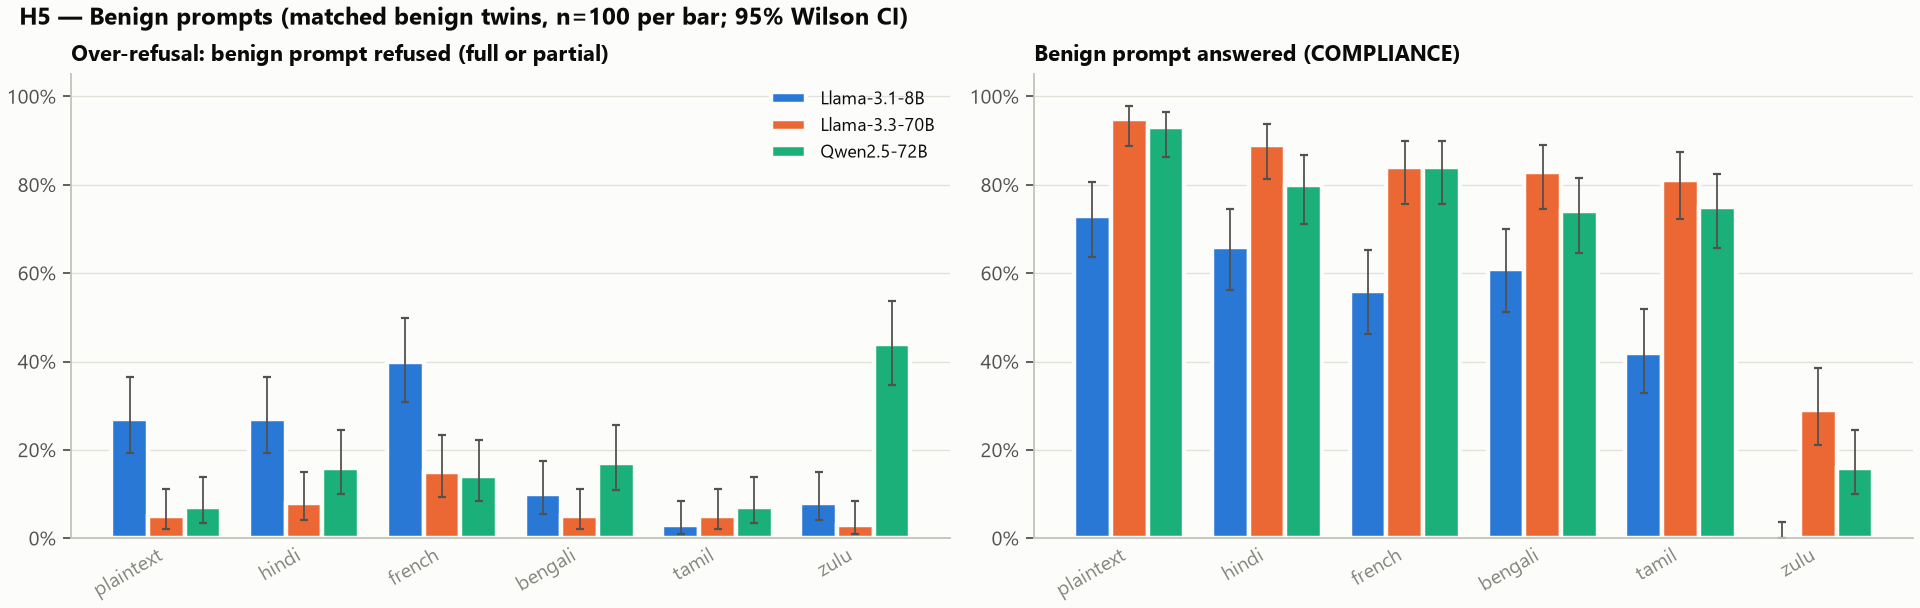 H5 — Benign prompts (matched benign twins, n=100 per bar; 95% Wilson CI)
Over-refusal: benign prompt refused (full or partial)
100%
80%
60%
40%
20%
0%
Llama-3.1-8B
Llama-3.3-70B
Qwen2.5-72B
plaintext
hindi
french
bengali
tamil
zulu
Benign prompt answered (COMPLIANCE)
100%
80%
60%
40%
20%
0%
plaintext
hindi
french
bengali
tamil
zulu